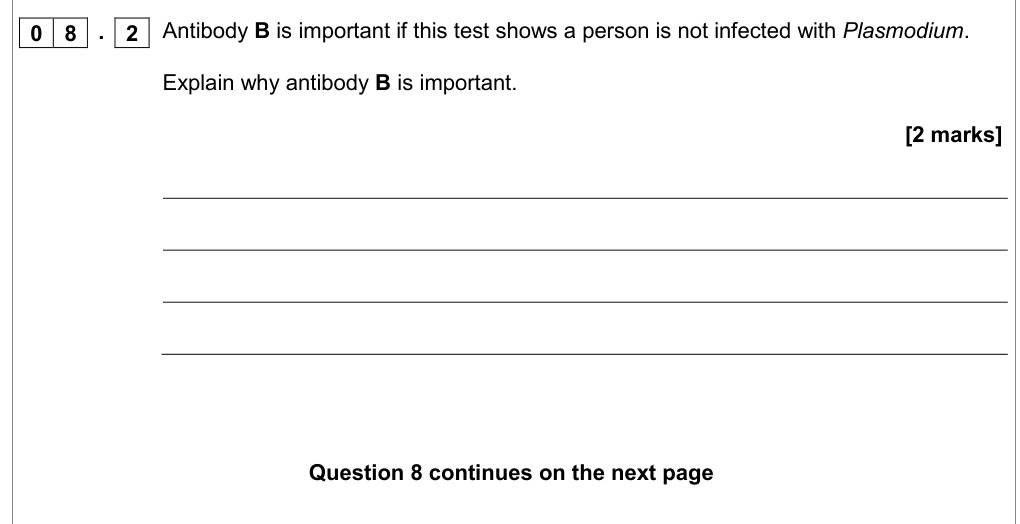 0 8 . 2 Antibody B is important if this test shows a person is not infected with Plasmodium.
Explain why antibody B is important.
[2 marks]
Question 8 continues on the next page